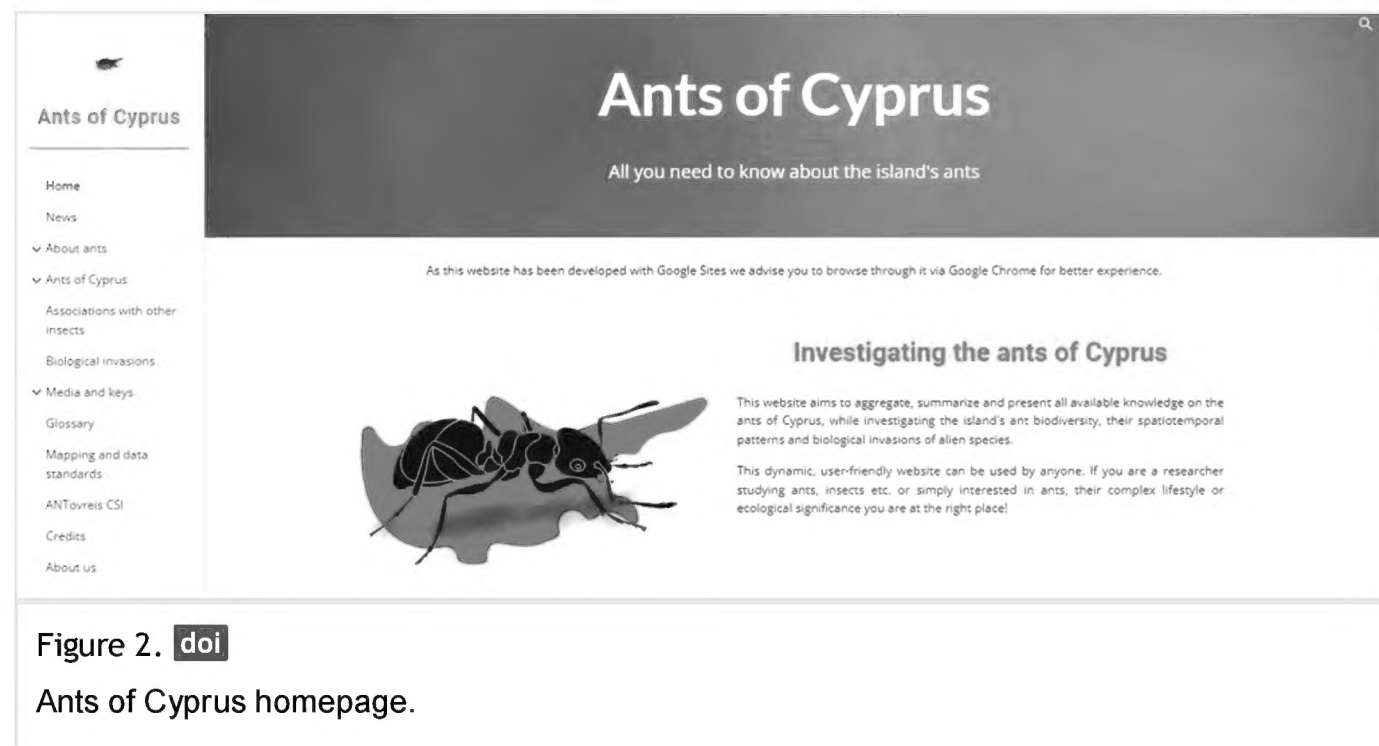 Ants of Cyprus
Home
News
About ants
Ants of Cyprus
Associations with other
insects
Biological invasions
Media and keys
Glossary
Mapping and data
standards
ANTovreis CSI
Credits
About us
Ants of Cyprus
All you need to know about the island's ants
As this website has been developed with Google Sites we advise you to browse through it via Google Chrome for better experience.
Investigating the ants of Cyprus
This website aims to aggregate, summarize and present all available knowledge on the
ants of Cyprus, while investigating the island's ant biodiversity, their spatiotemporal
patterns and biological invasions of alien species.
This dynamic, user-friendly website can be used by anyone. If you are a researcher
studying ants, insects etc. or simply interested in ants, their complex lifestyle or
ecological significance you are at the right place!
Figure 2. doi
Ants of Cyprus homepage.